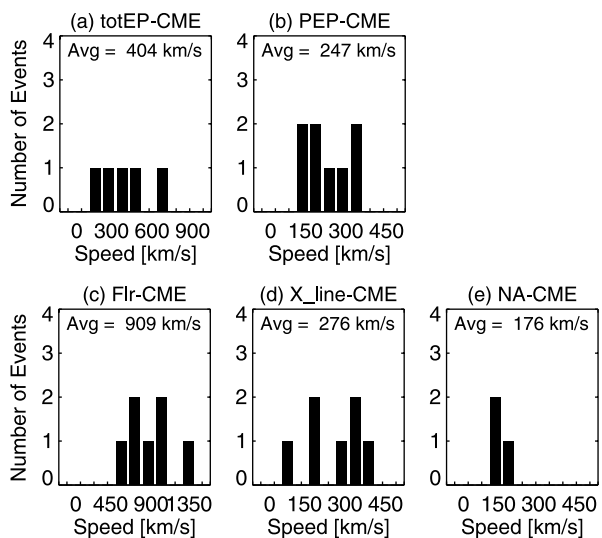 (a) totEP-CME
(b) PEP-CME
Avg = 404 km/s
Avg = 247 km/s
Number of Events
4
3
2
1
0
4
3
2
1
0
0 300 600 900
0 150 300 450
Speed [km/s]
Speed [km/s]
(c) Flr-CME
(d) X_line-CME
(e) NA-CME
Avg = 909 km/s
Avg = 276 km/s
Avg = 176 km/s
Number of Events
4
3
2
1
0
4
3
2
1
0
4
3
2
1
0
0 450 900 1350
0 150 300 450
0 150 300 450
Speed [km/s]
Speed [km/s]
Speed [km/s]